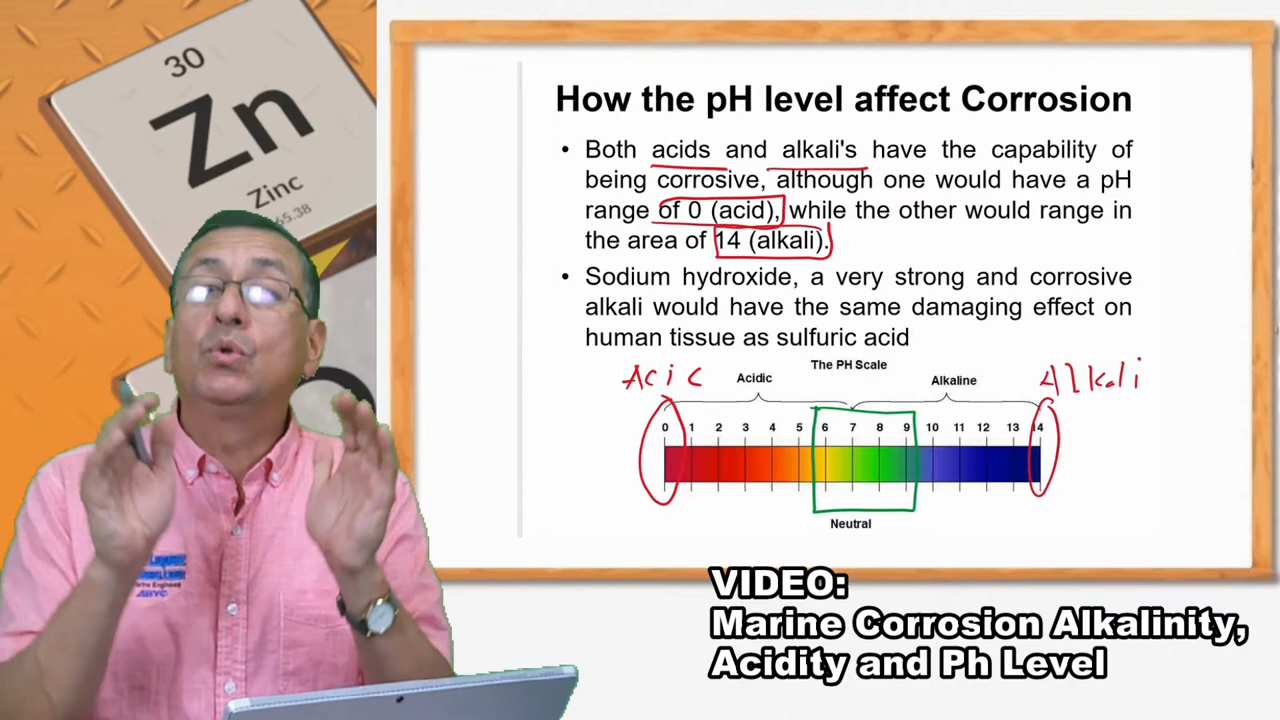 30
Zn
Zinc
65.38
How the pH level affect Corrosion
• Both acids and alkali's have the capability of
being corrosive, although one would have a pH
range of 0 (acid), while the other would range in
the area of 14 (alkali).
• Sodium hydroxide, a very strong and corrosive
alkali would have the same damaging effect on
human tissue as sulfuric acid
The PH Scale
Acic Acidic Alkaline Alkali
0 1 2 3 4 5 6 7 8 9 10 11 12 13 14
Neutral
VIDEO:
Marine Corrosion Alkalinity,
Acidity and Ph Level